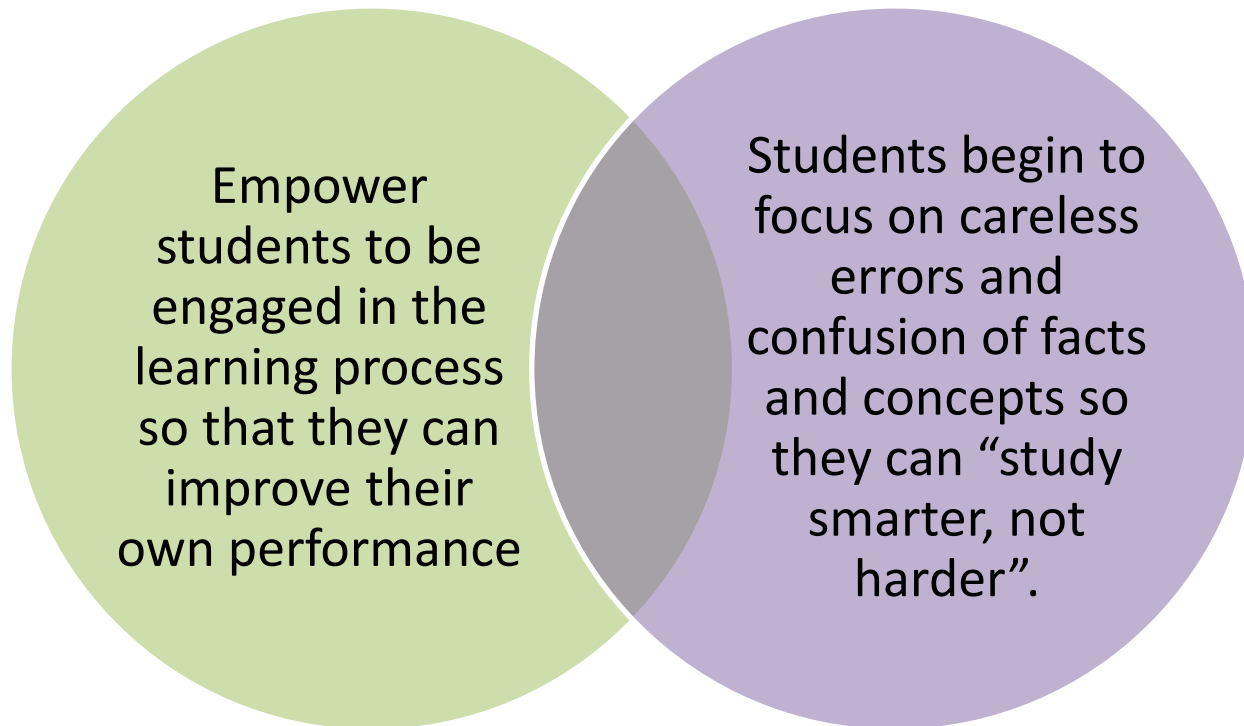 Empower
students to be
engaged in the
learning process
so that they can
improve their
own performance
Students begin to
focus on careless
errors and
confusion of facts
and concepts so
they can “study
smarter, not
harder”.